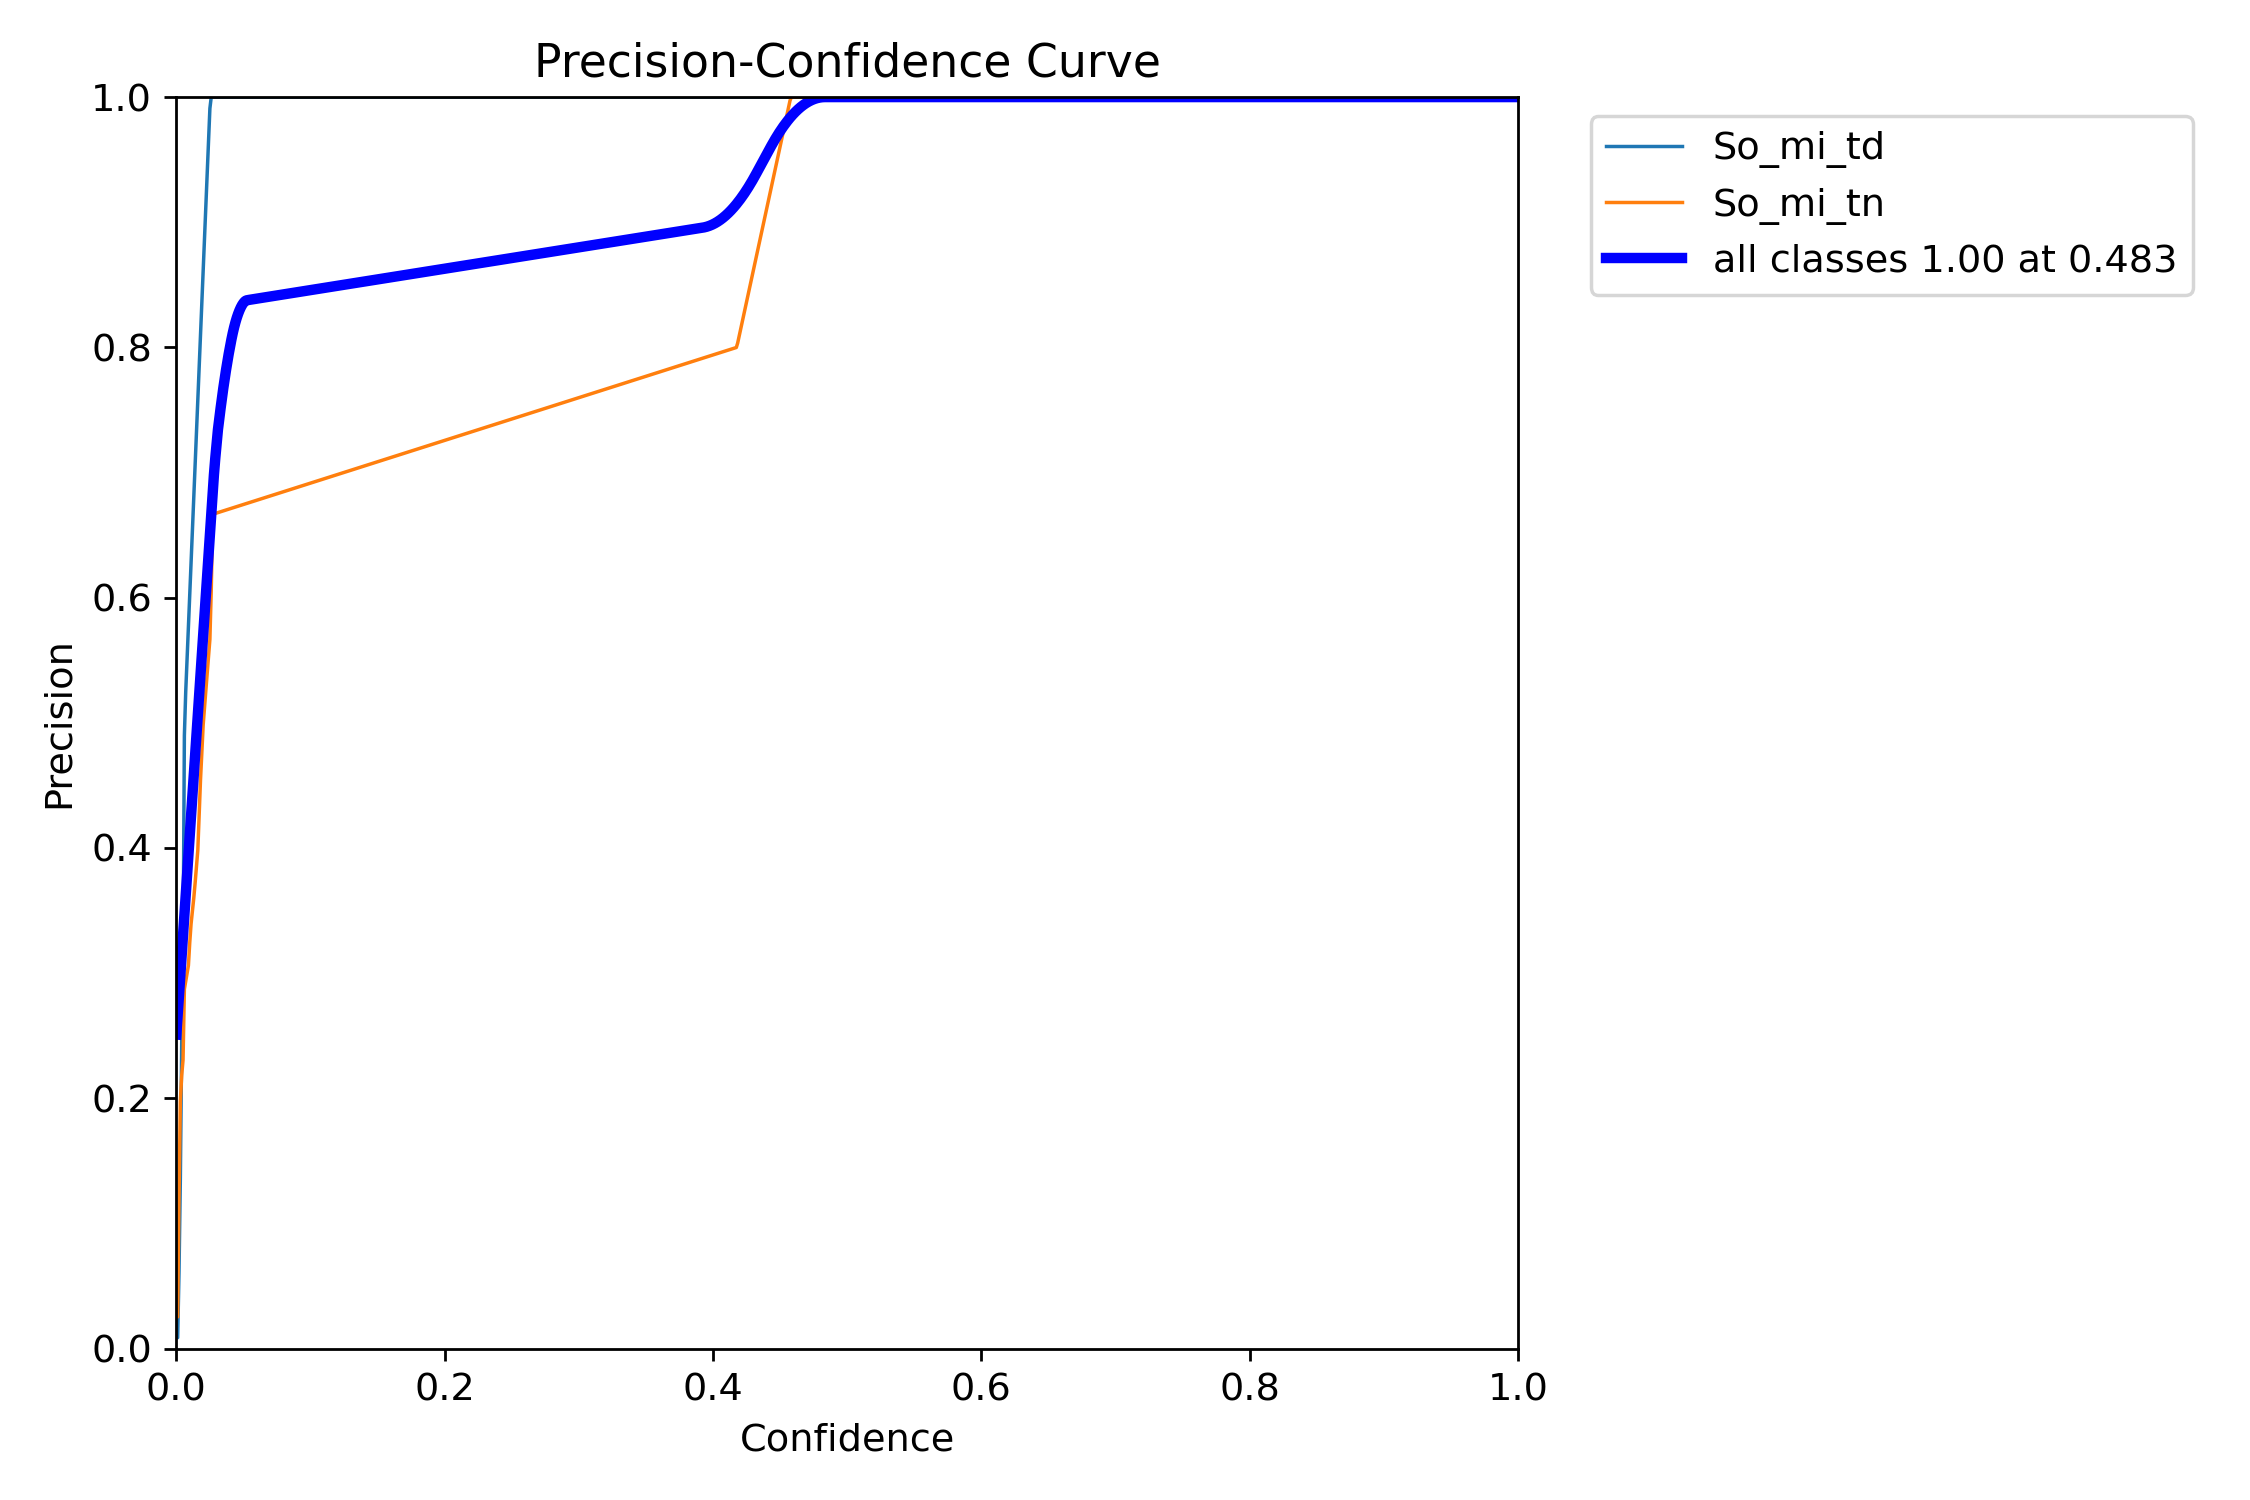 Precision-Confidence Curve
1.0
0.8
0.6
0.4
0.2
0.0
Precision
0.0 0.2 0.4 0.6 0.8 1.0
Confidence
So_mi_td
So_mi_tn
all classes 1.00 at 0.483